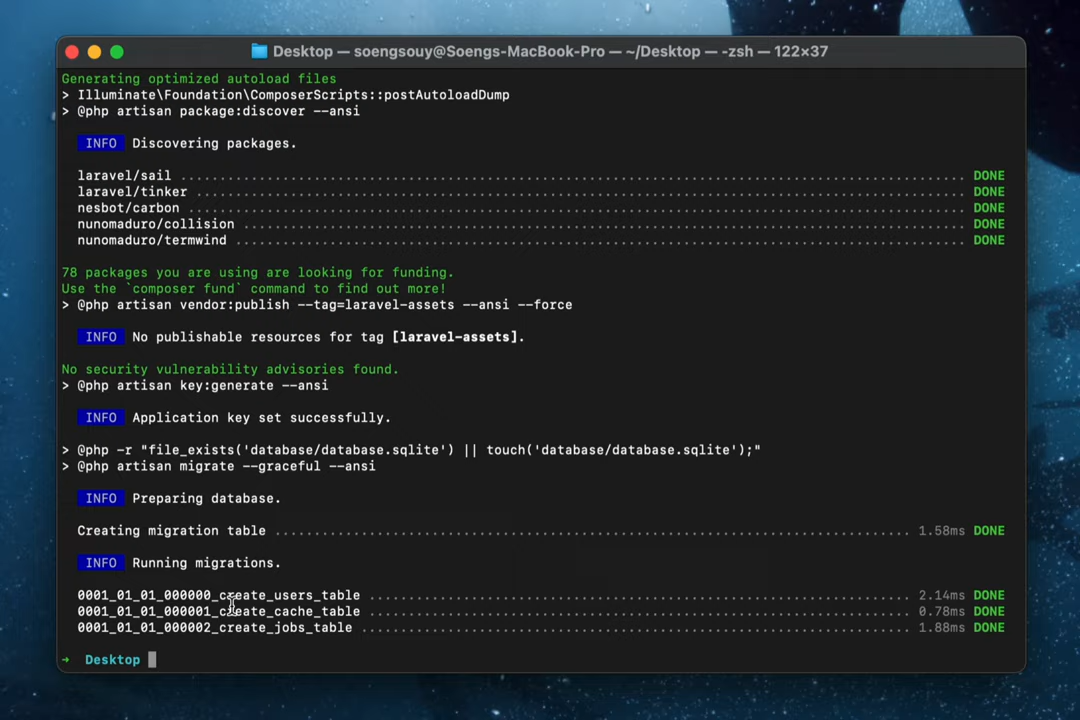 Desktop — soengsouy@Soengs-MacBook-Pro — ~/Desktop — -zsh — 122×37
Generating optimized autoload files
> Illuminate\Foundation\ComposerScripts::postAutoloadDump
> @php artisan package:discover --ansi
INFO Discovering packages.
laravel/sail ................................................................................................ DONE
laravel/tinker .............................................................................................. DONE
nesbot/carbon ............................................................................................... DONE
nunomaduro/collision ........................................................................................ DONE
nunomaduro/termwind ......................................................................................... DONE
78 packages you are using are looking for funding.
Use the `composer fund` command to find out more!
> @php artisan vendor:publish --tag=laravel-assets --ansi --force
INFO No publishable resources for tag [laravel-assets].
No security vulnerability advisories found.
> @php artisan key:generate --ansi
INFO Application key set successfully.
> @php -r "file_exists('database/database.sqlite') || touch('database/database.sqlite');"
> @php artisan migrate --graceful --ansi
INFO Preparing database.
Creating migration table ............................................................................. 1.58ms DONE
INFO Running migrations.
0001_01_01_000000_create_users_table ................................................................. 2.14ms DONE
0001_01_01_000001_create_cache_table ................................................................. 0.78ms DONE
0001_01_01_000002_create_jobs_table .................................................................. 1.88ms DONE
→ Desktop